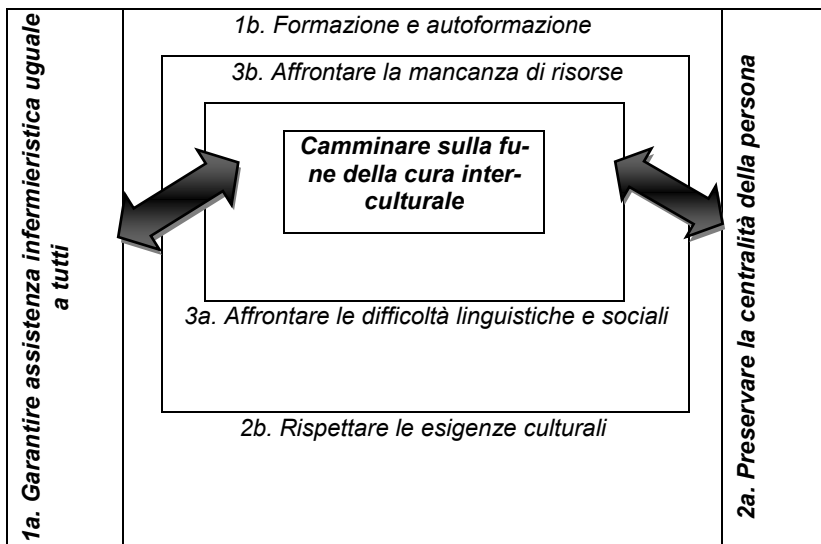 1a. Garantire assistenza infermieristica uguale
a tutti
1b. Formazione e autoformazione
3b. Affrontare la mancanza di risorse
Camminare sulla fu-
ne della cura inter-
culturale
3a. Affrontare le difficoltà linguistiche e sociali
2b. Rispettare le esigenze culturali
2a. Preservare la centralità della persona